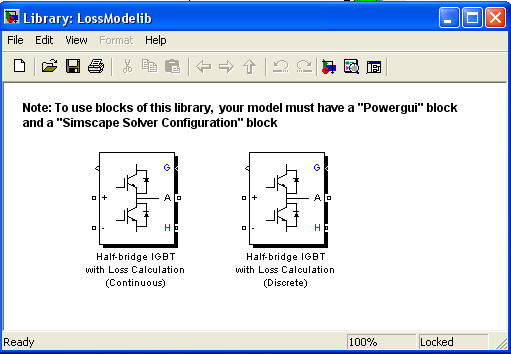 Library: LossModelib
File Edit View Format Help
Note: To use blocks of this library, your model must have a "Powergui" block
and a "Simscape Solver Configuration" block
G
+ A
- H
Half-bridge IGBT
with Loss Calculation
(Continuous)
G
+ A
- H
Half-bridge IGBT
with Loss Calculation
(Discrete)
Ready 100% Locked